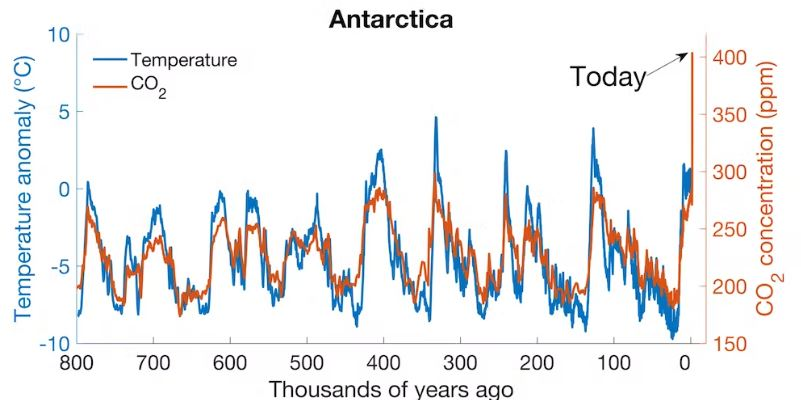 Antarctica
Temperature anomaly (°C)
10
5
0
-5
-10
Temperature
CO2
Today
400
350
300
250
200
150
CO2 concentration (ppm)
800 700 600 500 400 300 200 100 0
Thousands of years ago